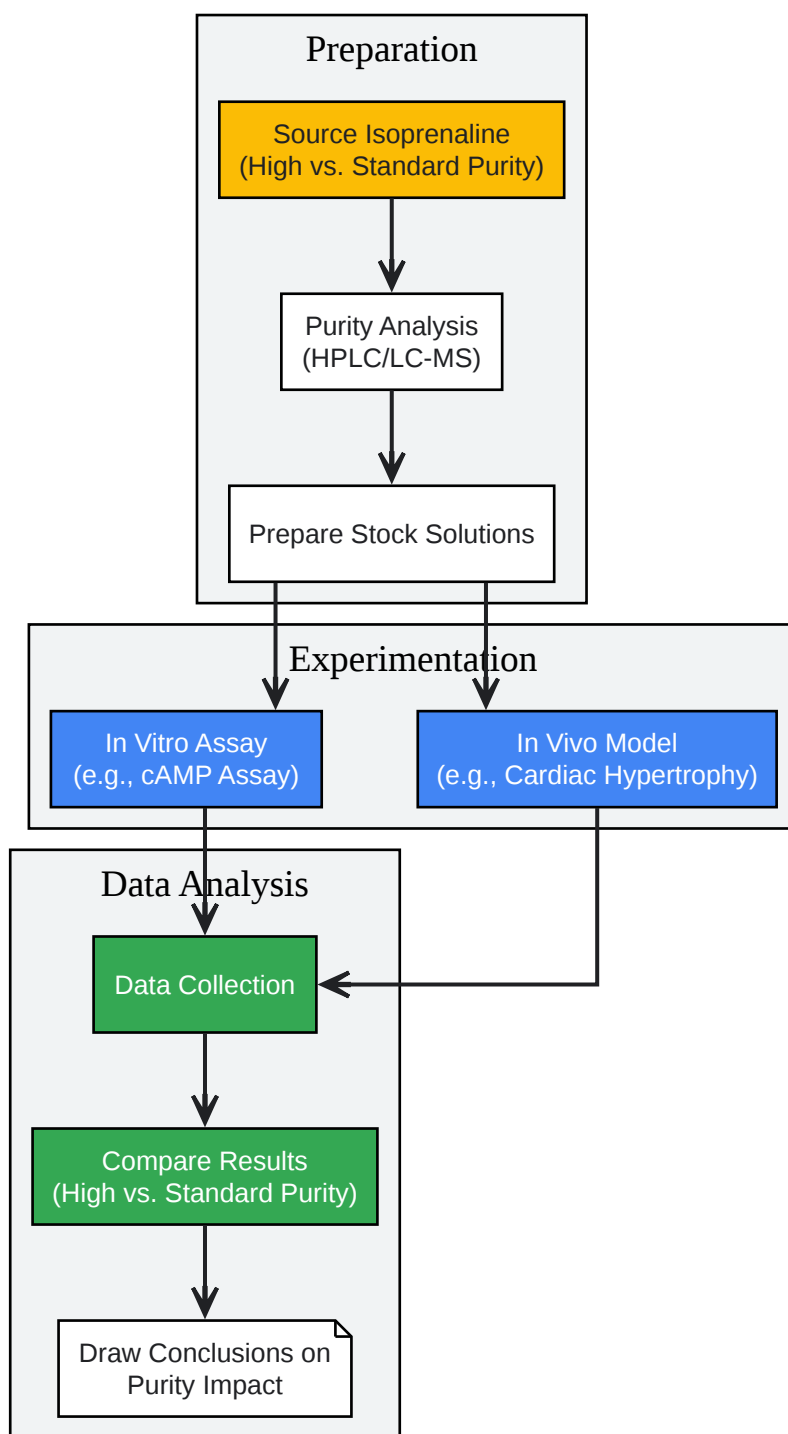 Preparation
Source Isoprenaline
(High vs. Standard Purity)
Purity Analysis
(HPLC/LC-MS)
Prepare Stock Solutions
Experimentation
In Vitro Assay
(e.g., cAMP Assay)
In Vivo Model
(e.g., Cardiac Hypertrophy)
Data Analysis
Data Collection
Compare Results
(High vs. Standard Purity)
Draw Conclusions on
Purity Impact